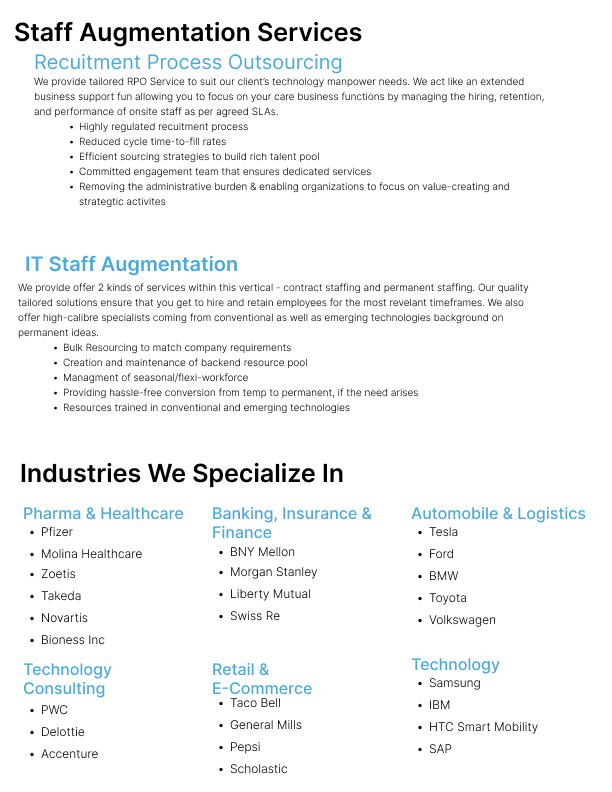 Staff Augmentation Services
Recuitment Process Outsourcing
We provide tailored RPO Service to suit our client's technology manpower needs. We act like an extended
business support fun allowing you to focus on your care business functions by managing the hiring, retention,
and performance of onsite staff as per agreed SLAs.
• Highly regulated recuitment process
• Reduced cycle time-to-fill rates
• Efficient sourcing strategies to build rich talent pool
• Committed engagement team that ensures dedicated services
• Removing the administrative burden & enabling organizations to focus on value-creating and
strategtic activites
IT Staff Augmentation
We provide offer 2 kinds of services within this vertical - contract staffing and permanent staffing. Our quality
tailored solutions ensure that you get to hire and retain employees for the most revelant timeframes. We also
offer high-calibre specialists coming from conventional as well as emerging technologies background on
permanent ideas.
• Bulk Resourcing to match company requirements
• Creation and maintenance of backend resource pool
• Managment of seasonal/flexi-workforce
• Providing hassle-free conversion from temp to permanent, if the need arises
• Resources trained in conventional and emerging technologies
Industries We Specialize In
Pharma & Healthcare
• Pfizer
• Molina Healthcare
• Zoetis
• Takeda
• Novartis
• Bioness Inc
Banking, Insurance &
Finance
• BNY Mellon
• Morgan Stanley
• Liberty Mutual
• Swiss Re
Automobile & Logistics
• Tesla
• Ford
• BMW
• Toyota
• Volkswagen
Technology
Consulting
• PWC
• Delottie
• Accenture
Retail &
E-Commerce
• Taco Bell
• General Mills
• Pepsi
• Scholastic
Technology
• Samsung
• IBM
• HTC Smart Mobility
• SAP